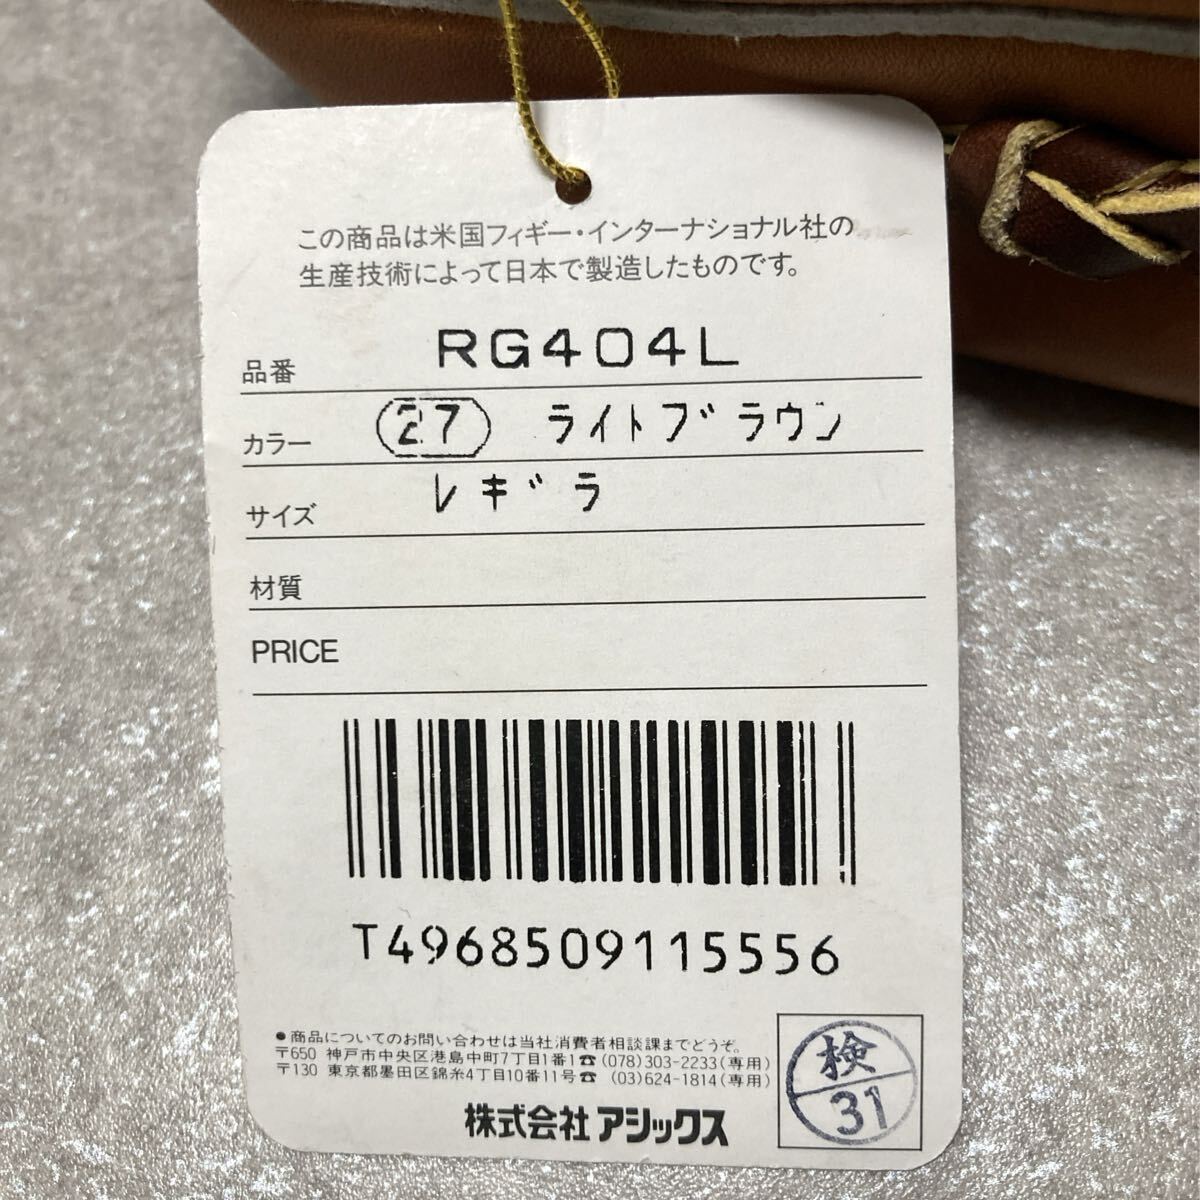 この商品は米国フィギー・インターナショナル社の
生産技術によって日本で製造したものです。
品番 RG404L
カラー 27 ライトブラウン
サイズ レギラ
材質
PRICE
T4968509115556
●商品についてのお問い合わせは当社消費者相談課までどうぞ。
〒650 神戸市中央区港島中町7丁目1番1☎(078)303-2233(専用)
〒130 東京都墨田区錦糸4丁目10番11号☎ (03)624-1814(専用)
株式会社 アシックス
検
31